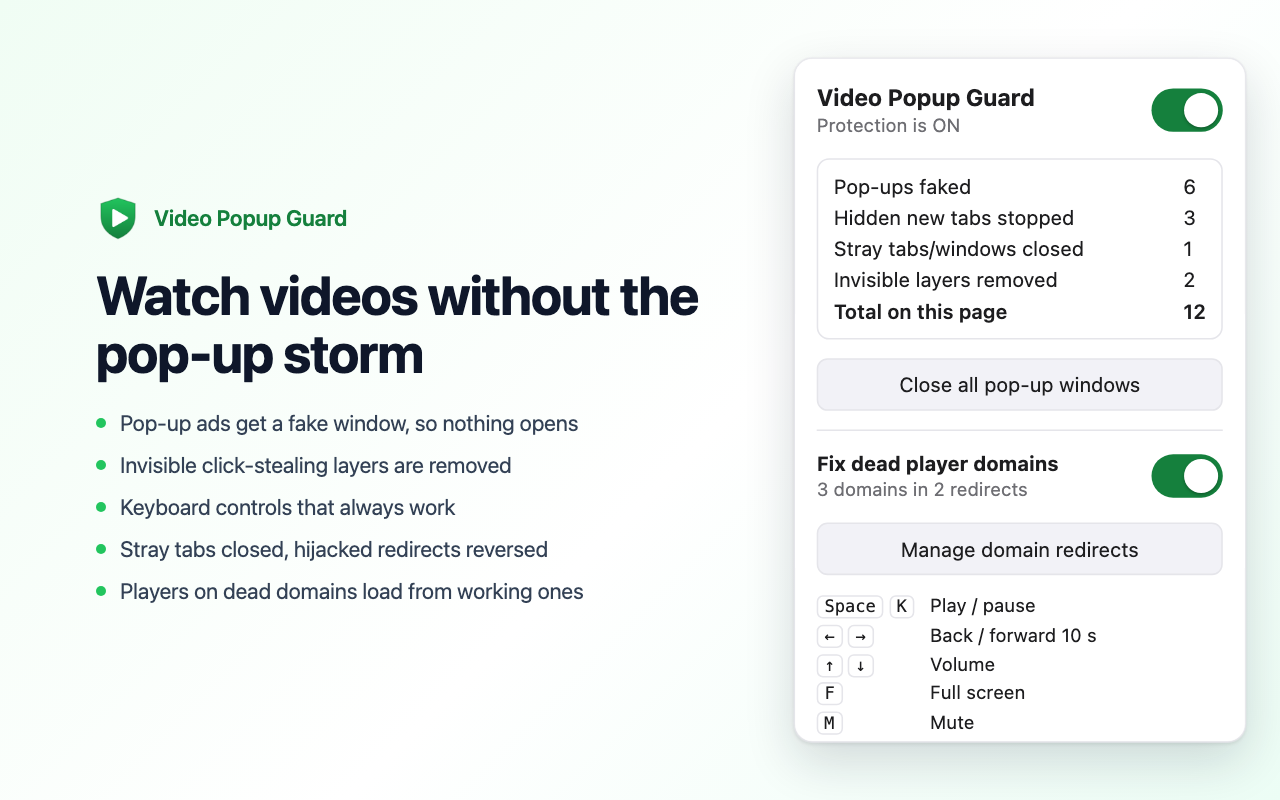 Video Popup Guard
Watch videos without the
pop-up storm
Pop-up ads get a fake window, so nothing opens
Invisible click-stealing layers are removed
Keyboard controls that always work
Stray tabs closed, hijacked redirects reversed
Players on dead domains load from working ones
Video Popup Guard
Protection is ON
Pop-ups faked 6
Hidden new tabs stopped 3
Stray tabs/windows closed 1
Invisible layers removed 2
Total on this page 12
Close all pop-up windows
Fix dead player domains
3 domains in 2 redirects
Manage domain redirects
Space K Play / pause
← → Back / forward 10 s
↑ ↓ Volume
F Full screen
M Mute